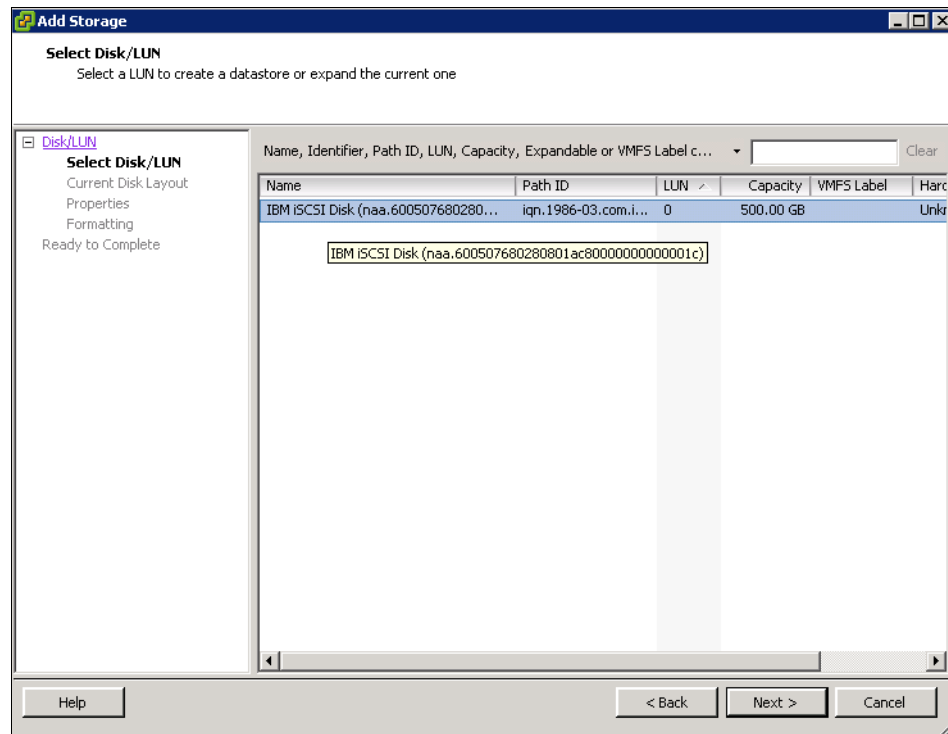 Add Storage
Select Disk/LUN
Select a LUN to create a datastore or expand the current one
Disk/LUN
Select Disk/LUN
Current Disk Layout
Properties
Formatting
Ready to Complete
Name, Identifier, Path ID, LUN, Capacity, Expandable or VMFS Label c... Clear
Name Path ID LUN Capacity VMFS Label Hard
IBM iSCSI Disk (naa.600507680280... iqn.1986-03.com.i... 0 500.00 GB Unkr
IBM iSCSI Disk (naa.600507680280801ac80000000000001c)
Help < Back Next > Cancel